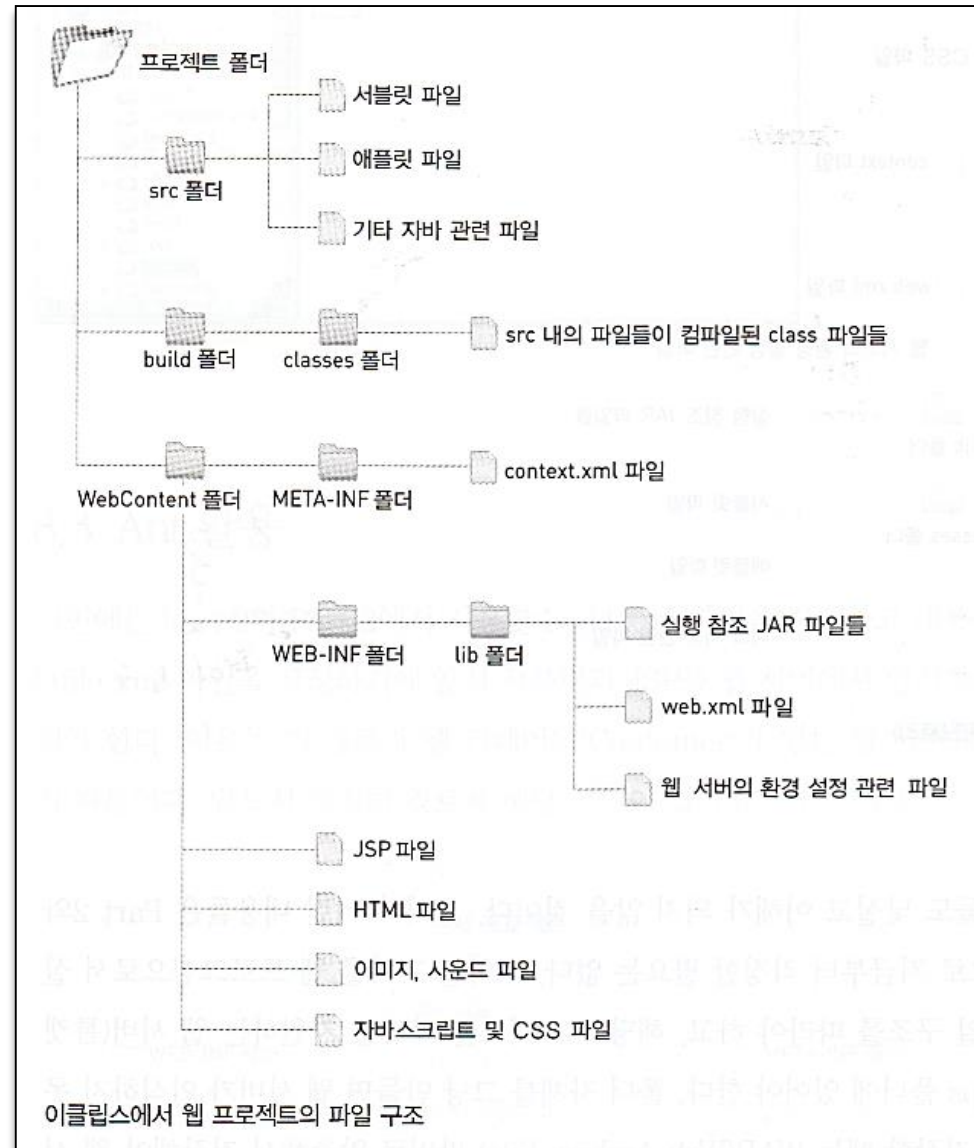 프로젝트 폴더
서블릿 파일
애플릿 파일
src 폴더
기타 자바 관련 파일
src 내의 파일들이 컴파일된 class 파일들
build 폴더
classes 폴더
context.xml 파일
WebContent 폴더
META-INF 폴더
실행 참조 JAR 파일들
WEB-INF 폴더
lib 폴더
web.xml 파일
웹 서버의 환경 설정 관련 파일
JSP 파일
HTML 파일
이미지, 사운드 파일
자바스크립트 및 CSS 파일
이클립스에서 웹 프로젝트의 파일 구조